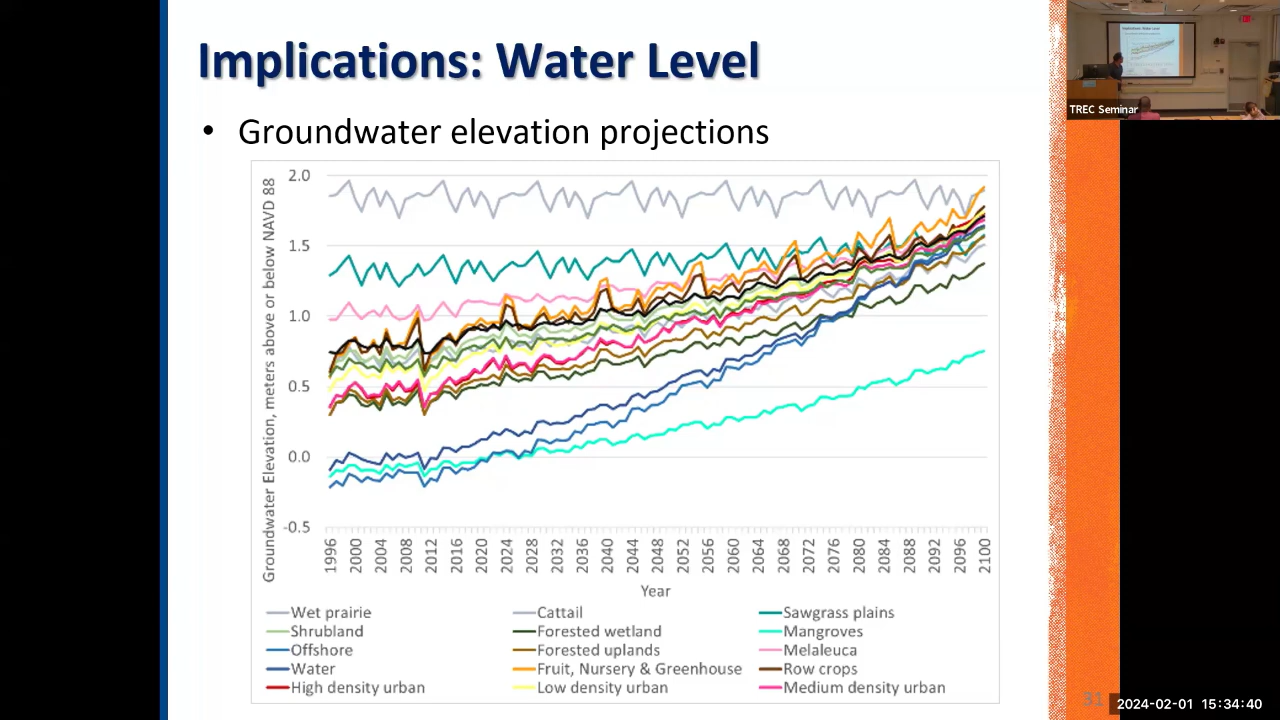 Implications: Water Level
TREC Seminar
• Groundwater elevation projections
Groundwater Elevation, meters above or below NAVD 88
2.0
1.5
1.0
0.5
0.0
-0.5
1996 2000 2004 2008 2012 2016 2020 2024 2028 2032 2036 2040 2044 2048 2052 2056 2060 2064 2068 2072 2076 2080 2084 2088 2092 2096 2100
Year
Wet prairie Cattail Sawgrass plains
Shrubland Forested wetland Mangroves
Offshore Forested uplands Melaleuca
Water Fruit, Nursery & Greenhouse Row crops
High density urban Low density urban Medium density urban
31
2024-02-01 15:34:40